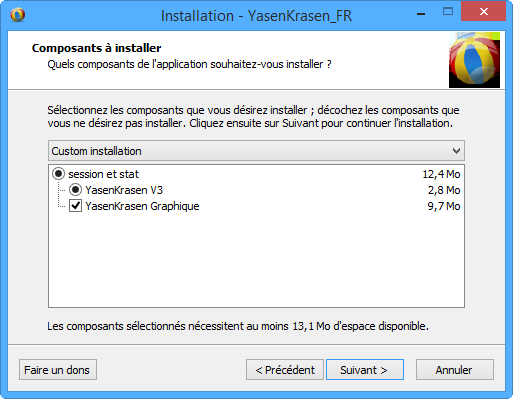 Installation - YasenKrasen_FR
Composants à installer
Quels composants de l'application souhaitez-vous installer ?
Sélectionnez les composants que vous désirez installer ; décochez les composants que
vous ne désirez pas installer. Cliquez ensuite sur Suivant pour continuer l'installation.
Custom installation
session et stat 12,4 Mo
YasenKrasen V3 2,8 Mo
YasenKrasen Graphique 9,7 Mo
Les composants sélectionnés nécessitent au moins 13,1 Mo d'espace disponible.
Faire un dons < Précédent Suivant > Annuler